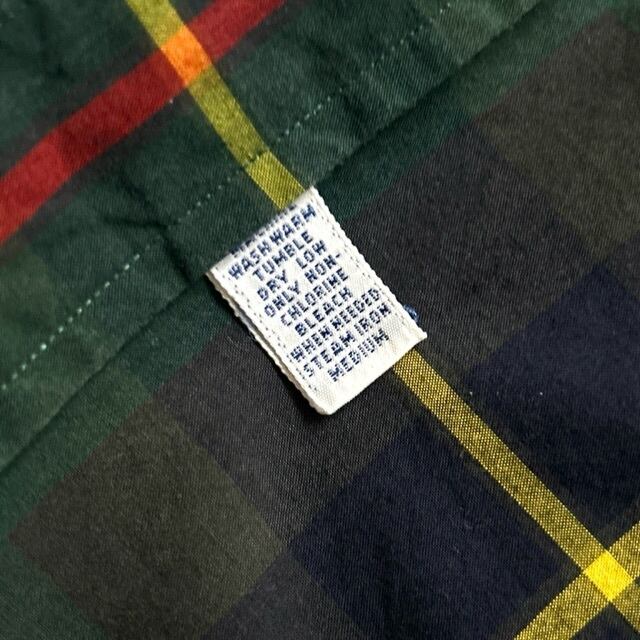 WASH WARM
TUMBLE
DRY LOW
ONLY NON-
CHLORINE
BLEACH
WHEN NEEDED
STEAM IRON
MEDIUM